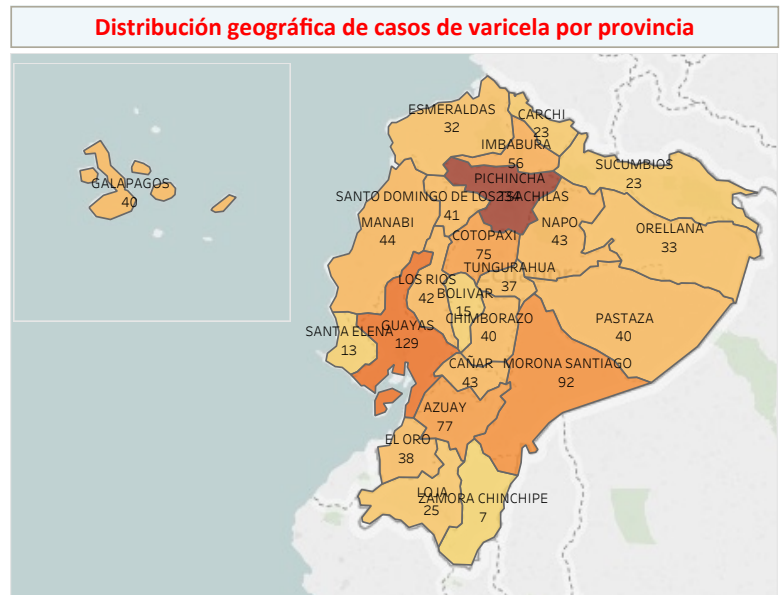 Distribución geográfica de casos de varicela por provincia
ESMERALDAS
32
CARCHI
23
IMBABURA
56
SUCUMBIOS
23
PICHINCHA
234
GALAPAGOS
40
SANTO DOMINGO DE LOS TSACHILAS
41
MANABI
44
NAPO
43
ORELLANA
33
COTOPAXI
75
TUNGURAHUA
37
LOS RIOS
42
BOLIVAR
15
CHIMBORAZO
40
PASTAZA
40
SANTA ELENA
13
GUAYAS
129
CAÑAR
43
MORONA SANTIAGO
92
AZUAY
77
EL ORO
38
LOJA
25
ZAMORA CHINCHIPE
7